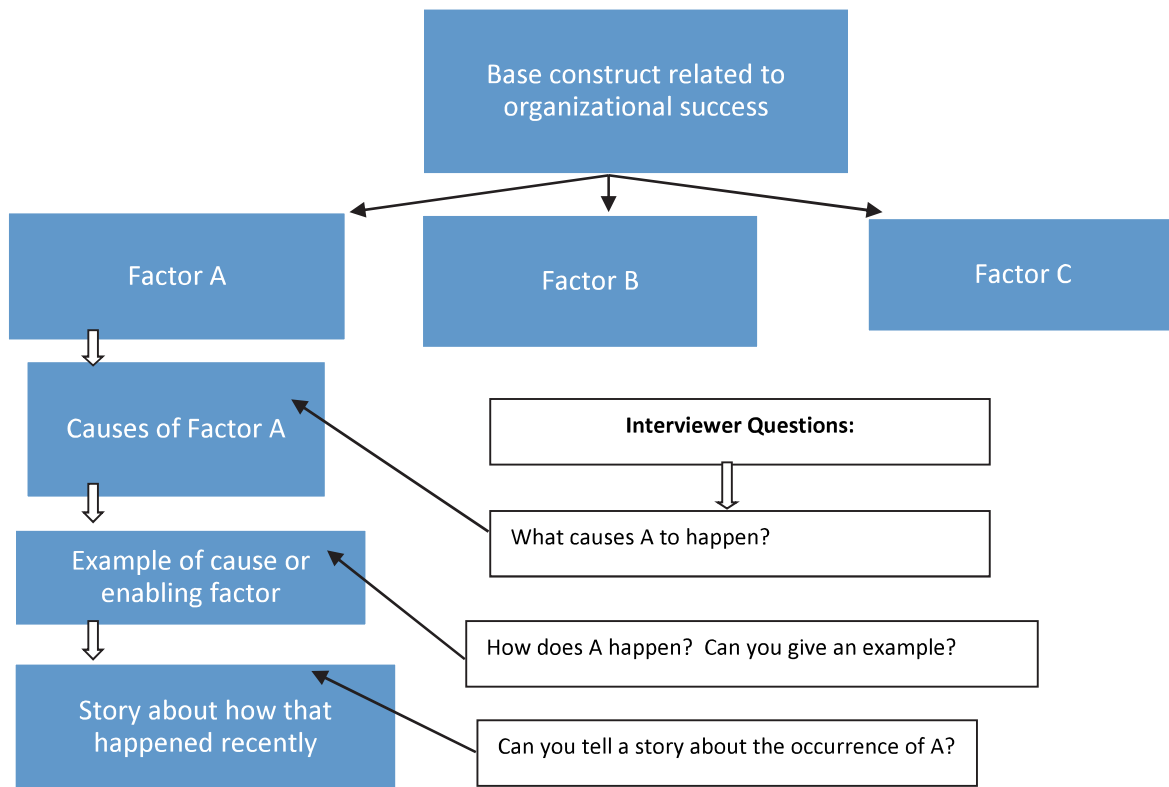 Base construct related to
organizational success
Factor A
Factor B
Factor C
Causes of Factor A
Interviewer Questions:
What causes A to happen?
Example of cause or
enabling factor
How does A happen?  Can you give an example?
Story about how that
happened recently
Can you tell a story about the occurrence of A?